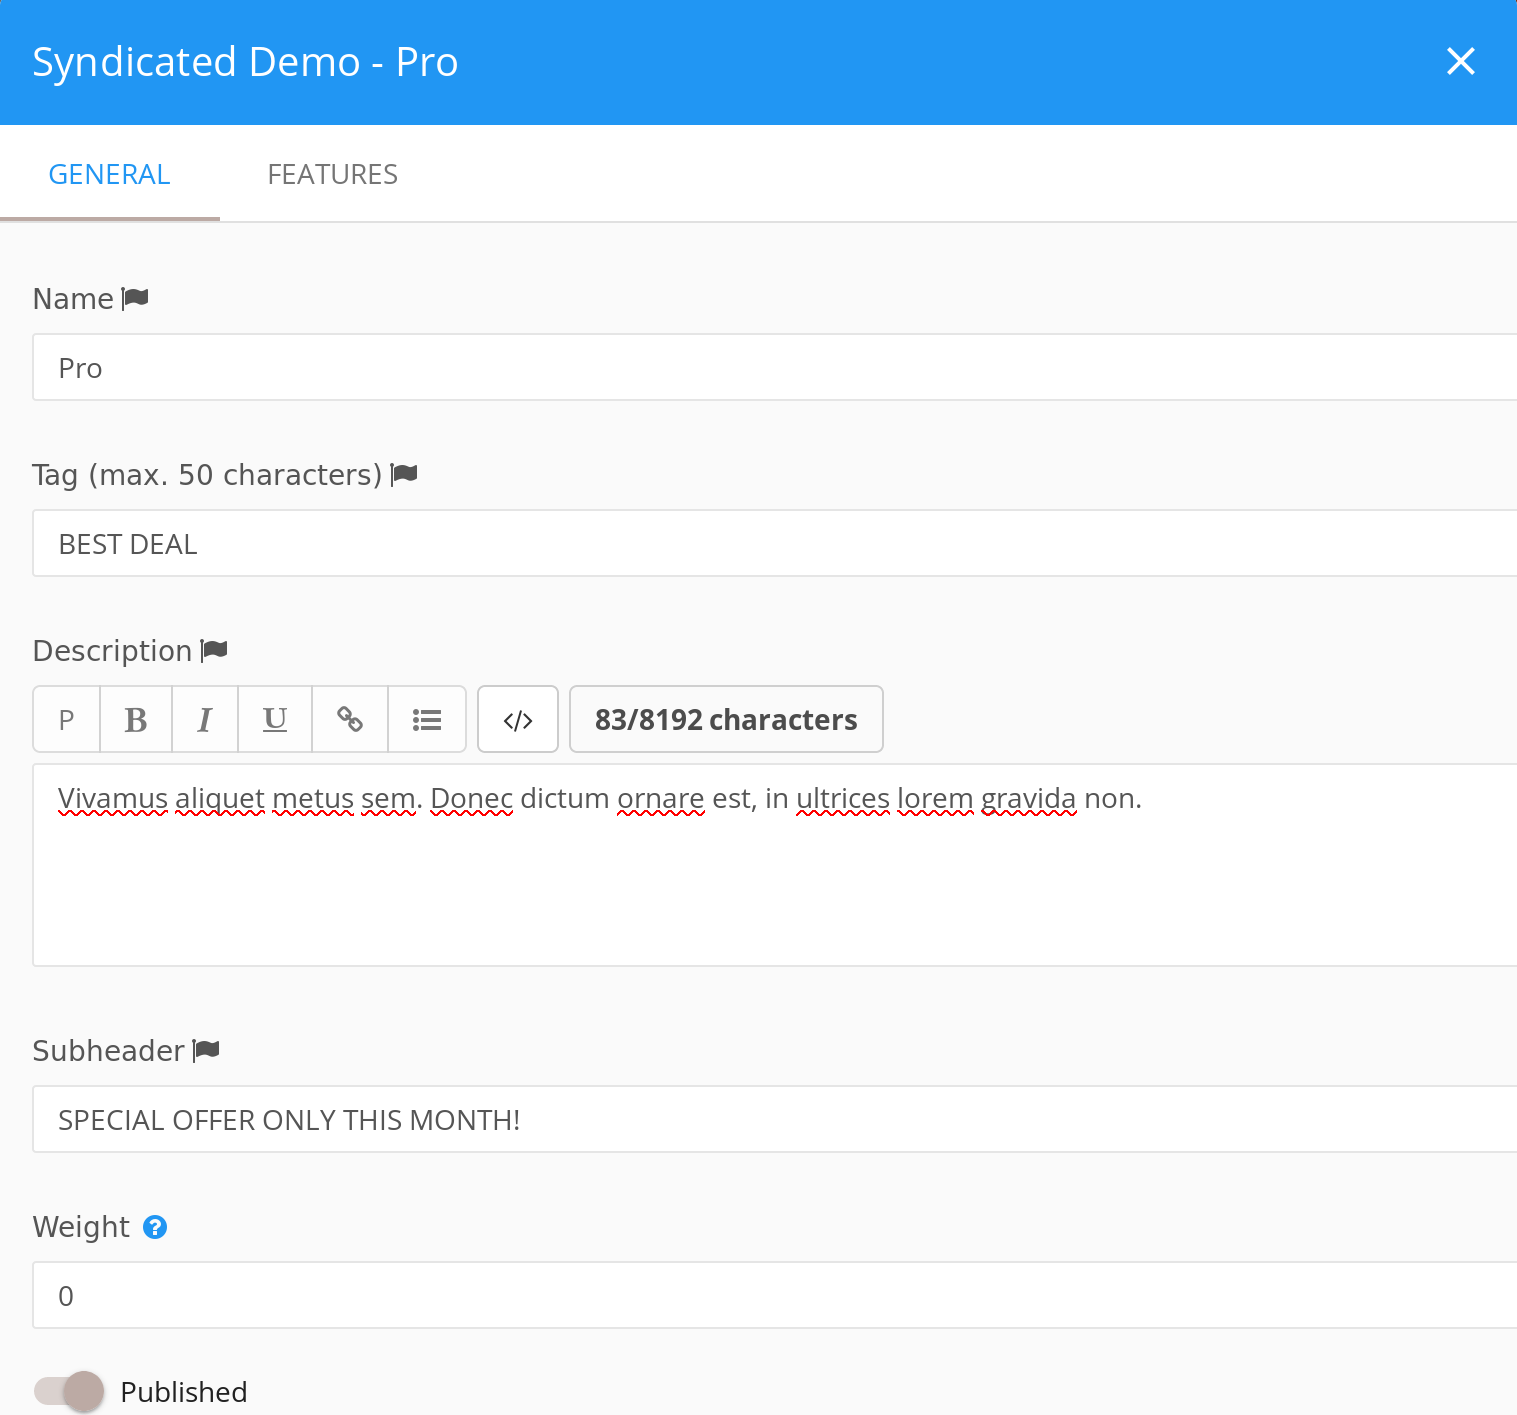 Syndicated Demo - Pro
GENERAL FEATURES
Name
Pro
Tag (max. 50 characters)
BEST DEAL
Description
P B I U </> 83/8192 characters
Vivamus aliquet metus sem. Donec dictum ornare est, in ultrices lorem gravida non.
Subheader
SPECIAL OFFER ONLY THIS MONTH!
Weight ?
0
Published